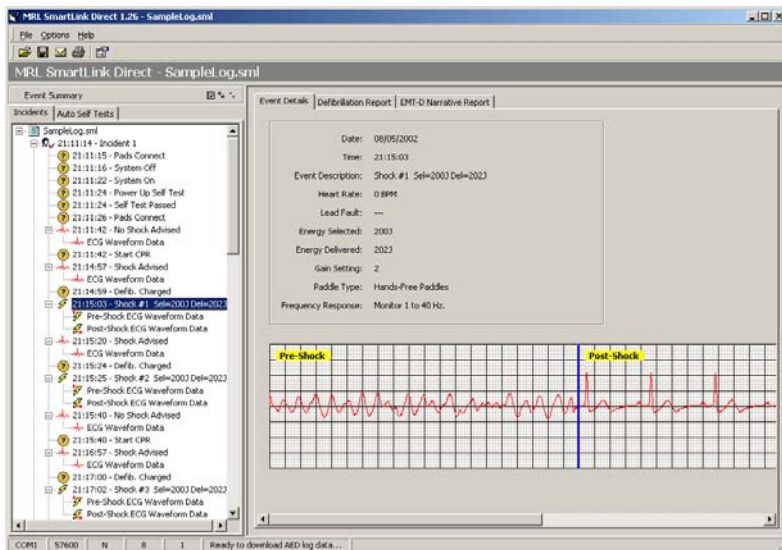 MRL SmartLink Direct 1.26 - SampleLog.sml
File Options Help
MRL SmartLink Direct - SampleLog.sml
Event Summary
Incidents Auto Self Tests
SampleLog.sml
21:11:14 - Incident 1
21:11:15 - Pads Connect
21:11:16 - System Off
21:11:22 - System On
21:11:24 - Power Up Self Test
21:11:24 - Self Test Passed
21:11:26 - Pads Connect
21:11:42 - No Shock Advised
ECG Waveform Data
21:11:42 - Start CPR
21:14:57 - Shock Advised
ECG Waveform Data
21:14:59 - Defib. Charged
21:15:03 - Shock #1 Sel=200J Del=202J
Pre-Shock ECG Waveform Data
Post-Shock ECG Waveform Data
21:15:20 - Shock Advised
ECG Waveform Data
21:15:24 - Defib. Charged
21:15:25 - Shock #2 Sel=200J Del=202J
Pre-Shock ECG Waveform Data
Post-Shock ECG Waveform Data
21:15:40 - No Shock Advised
ECG Waveform Data
21:15:40 - Start CPR
21:16:57 - Shock Advised
ECG Waveform Data
21:17:00 - Defib. Charged
21:17:02 - Shock #3 Sel=200J Del=202J
Pre-Shock ECG Waveform Data
Post-Shock ECG Waveform Data
Event Details Defibrillation Report EMT-D Narrative Report
Date: 08/05/2002
Time: 21:15:03
Event Description: Shock #1 Sel=200J Del=202J
Heart Rate: 0 BPM
Lead Fault: ---
Energy Selected: 200J
Energy Delivered: 202J
Gain Setting: 2
Paddle Type: Hands-Free Paddles
Frequency Response: Monitor 1 to 40 Hz.
Pre-Shock Post-Shock
COM1 57600 N 8 1 Ready to download AED log data...